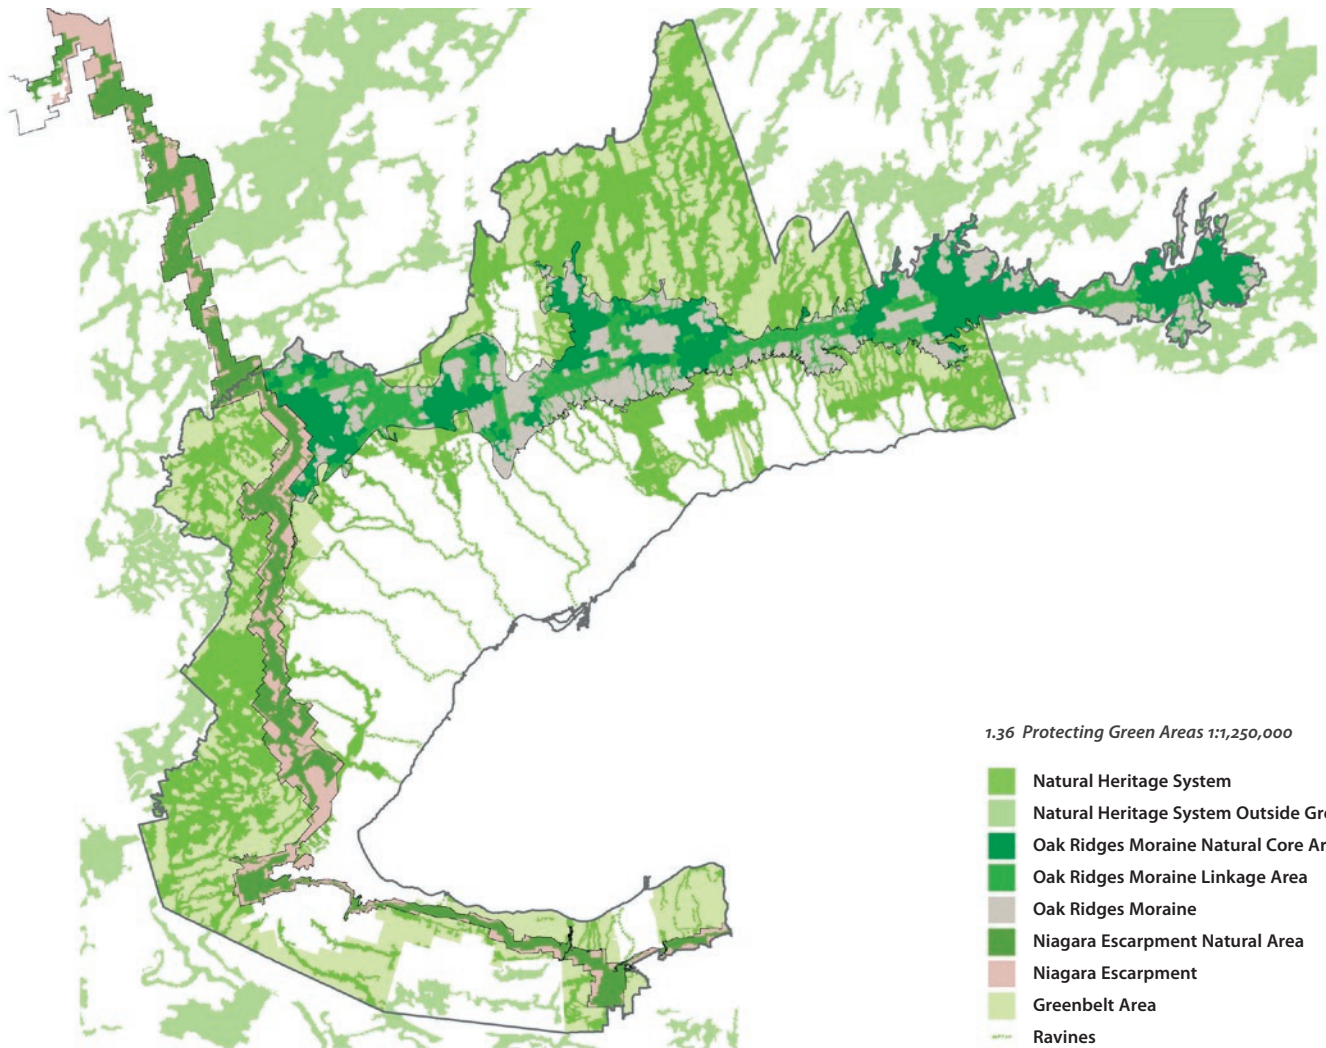 1.36 Protecting Green Areas 1:1,250,000
Natural Heritage System
Natural Heritage System Outside Gre
Oak Ridges Moraine Natural Core Ar
Oak Ridges Moraine Linkage Area
Oak Ridges Moraine
Niagara Escarpment Natural Area
Niagara Escarpment
Greenbelt Area
Ravines